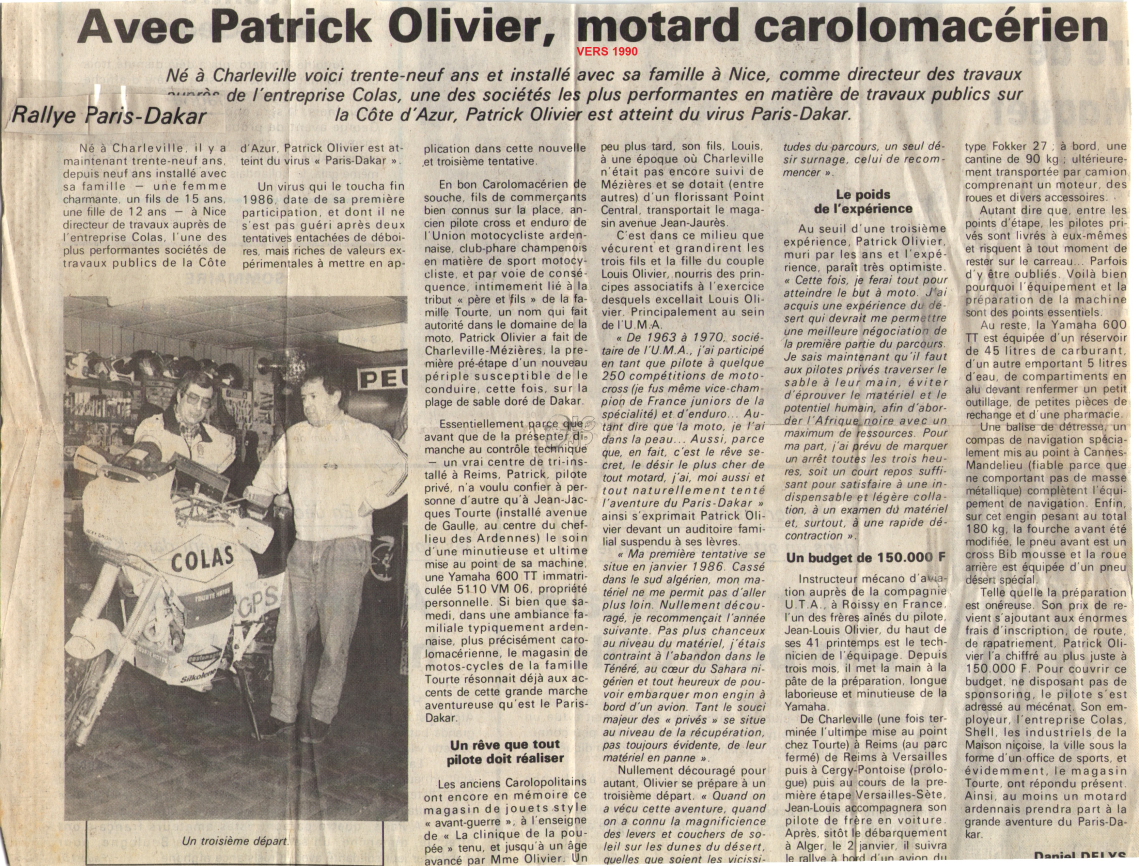 Avec Patrick Olivier, motard carolomacérien
VERS 1990
Né à Charleville voici trente-neuf ans et installé avec sa famille à Nice, comme directeur des travaux
auprès de l'entreprise Colas, une des sociétés les plus performantes en matière de travaux publics sur
la Côte d'Azur, Patrick Olivier est atteint du virus Paris-Dakar.
Rallye Paris-Dakar
Né à Charleville, il y a
maintenant trente-neuf ans,
depuis neuf ans installé avec
sa famille — une femme
charmante, un fils de 15 ans,
une fille de 12 ans — à Nice
directeur de travaux auprès de
l'entreprise Colas, l'une des
plus performantes sociétés de
travaux publics de la Côte
d'Azur, Patrick Olivier est at-
teint du virus « Paris-Dakar ».
Un virus qui le toucha fin
1986, date de sa première
participation, et dont il ne
s'est pas guéri après deux
tentatives entachées de déboi-
res, mais riches de valeurs ex-
périmentales à mettre en ap-
plication dans cette nouvelle
et troisième tentative.
En bon Carolomacérien de
souche, fils de commerçants
bien connus sur la place, an-
cien pilote cross et enduro de
l'Union motocycliste arden-
naise, club-phare champenois
en matière de sport motocy-
cliste, et par voie de consé-
quence, intimement lié à la
tribut « père et fils » de la fa-
mille Tourte, un nom qui fait
autorité dans le domaine de la
moto, Patrick Olivier a fait de
Charleville-Mézières, la pre-
mière pré-étape d'un nouveau
périple susceptible de le
conduire, cette fois, sur la
plage de sable doré de Dakar.
Essentiellement parce que,
avant que de la présenter di-
manche au contrôle technique
— un vrai centre de tri-ins-
tallé à Reims, Patrick, pilote
privé, n'a voulu confier à per-
sonne d'autre qu'à Jean-Jac-
ques Tourte (installé avenue
de Gaulle, au centre du chef-
lieu des Ardennes) le soin
d'une minutieuse et ultime
mise au point de sa machine,
une Yamaha 600 TT immatri-
culée 5110 VM 06, propriété
personnelle. Si bien que sa-
medi, dans une ambiance fa-
miliale typiquement arden-
naise, plus précisément caro-
lomacérienne, le magasin de
motos-cycles de la famille
Tourte résonnait déjà aux ac-
cents de cette grande marche
aventureuse qu'est le Paris-
Dakar.
Un rêve que tout
pilote doit réaliser
Les anciens Carolopolitains
ont encore en mémoire ce
magasin de jouets style
« avant-guerre », à l'enseigne
de « La clinique de la pou-
pée » tenu, et jusqu'à un âge
avancé par Mme Olivier. Un
peu plus tard, son fils, Louis,
à une époque où Charleville
n'était pas encore suivi de
Mézières et se dotait (entre
autres) d'un florissant Point
Central, transportait le maga-
sin avenue Jean-Jaurès.
C'est dans ce milieu que
vécurent et grandirent les
trois fils et la fille du couple
Louis Olivier, nourris des prin-
cipes associatifs à l'exercice
desquels excellait Louis Oli-
vier. Principalement au sein
de l'U.M.A.
« De 1963 à 1970, socié-
taire de l'U.M.A., j'ai participé
en tant que pilote à quelque
250 compétitions de moto-
cross (je fus même vice-cham-
pion de France juniors de la
spécialité) et d'enduro... Au-
tant dire que la moto, je l'ai
dans la peau... Aussi, parce
que, en fait, c'est le rêve se-
cret, le désir le plus cher de
tout motard, j'ai, moi aussi et
tout naturellement tenté
l'aventure du Paris-Dakar »
ainsi s'exprimait Patrick Oli-
vier devant un auditoire fami-
lial suspendu à ses lèvres.
« Ma première tentative se
situe en janvier 1986. Cassé
dans le sud algérien, mon ma-
tériel ne me permit pas d'aller
plus loin. Nullement décou-
ragé, je recommençait l'année
suivante. Pas plus chanceux
au niveau du matériel, j'étais
contraint à l'abandon dans le
Ténéré, au cœur du Sahara ni-
gérien et tout heureux de pou-
voir embarquer mon engin à
bord d'un avion. Tant le souci
majeur des « privés » se situe
au niveau de la récupération,
pas toujours évidente, de leur
matériel en panne ».
Nullement découragé pour
autant, Olivier se prépare à un
troisième départ. « Quand on
a vécu cette aventure, quand
on a connu la magnificience
des levers et couchers de so-
leil sur les dunes du désert,
quelles que soient les vicissi-
tudes du parcours, un seul dé-
sir surnage, celui de recom-
mencer ».
Le poids
de l'expérience
Au seuil d'une troisième
expérience, Patrick Olivier,
muri par les ans et l'expé-
rience, paraît très optimiste.
« Cette fois, je ferai tout pour
atteindre le but à moto. J'ai
acquis une expérience du dé-
sert qui devrait me permettre
une meilleure négociation de
la première partie du parcours.
Je sais maintenant qu'il faut
aux pilotes privés traverser le
sable à leur main, éviter
d'éprouver le matériel et le
potentiel humain, afin d'abor-
der l'Afrique noire avec un
maximum de ressources. Pour
ma part, j'ai prévu de marquer
un arrêt toutes les trois heu-
res, soit un court repos suffi-
sant pour satisfaire à une in-
dispensable et légère colla-
tion, à un examen du matériel
et, surtout, à une rapide dé-
contraction ».
Un budget de 150.000 F
Instructeur mécano d'avia-
tion auprès de la compagnie
U.T.A., à Roissy en France,
l'un des frères aînés du pilote,
Jean-Louis Olivier, du haut de
ses 41 printemps est le tech-
nicien de l'équipage. Depuis
trois mois, il met la main à la
pâte de la préparation, longue
laborieuse et minutieuse de la
Yamaha.
De Charleville (une fois ter-
minée l'ultimpe mise au point
chez Tourte) à Reims (au parc
fermé) de Reims à Versailles
puis à Cergy-Pontoise (prolo-
gue) puis au cours de la pre-
mière étape Versailles-Sète,
Jean-Louis accompagnera son
pilote de frère en voiture.
Après, sitôt le débarquement
à Alger, le 2 janvier, il suivra
le rallye à bord d'un avion du
type Fokker 27 ; à bord, une
cantine de 90 kg ; ultérieure-
ment transportée par camion,
comprenant un moteur, des
roues et divers accessoires.
Autant dire que, entre les
points d'étape, les pilotes pri-
vés sont livrés à eux-mêmes
et risquent à tout moment de
rester sur le carreau... Parfois
d'y être oubliés. Voilà bien
pourquoi l'équipement et la
préparation de la machine
sont des points essentiels.
Au reste, la Yamaha 600
TT est équipée d'un réservoir
de 45 litres de carburant,
d'un autre emportant 5 litres
d'eau, de compartiments en
alu devant renfermer un petit
outillage, de petites pièces de
rechange et d'une pharmacie.
Une balise de détresse, un
compas de navigation spécia-
lement mis au point à Cannes-
Mandelieu (fiable parce que
ne comportant pas de masse
métallique) complètent l'équi-
pement de navigation. Enfin,
sur cet engin pesant au total
180 kg, la fourche avant été
modifiée, le pneu avant est un
cross Bib mousse et la roue
arrière est équipée d'un pneu
désert spécial.
Telle quelle la préparation
est onéreuse. Son prix de re-
vient s'ajoutant aux énormes
frais d'inscription, de route,
de rapatriement, Patrick Oli-
vier l'a chiffré au plus juste à
150.000 F. Pour couvrir ce
budget, ne disposant pas de
sponsoring, le pilote s'est
adressé au mécénat. Son em-
ployeur, l'entreprise Colas,
Shell, les industriels de la
Maison niçoise, la ville sous la
forme d'un office de sports, et
évidemment, le magasin
Tourte, ont répondu présent.
Ainsi, au moins un motard
ardennais prendra part à la
grande aventure du Paris-Da-
kar.
Daniel DELYS
PEU
COLAS
GPS
Silkolene
Un troisième départ.